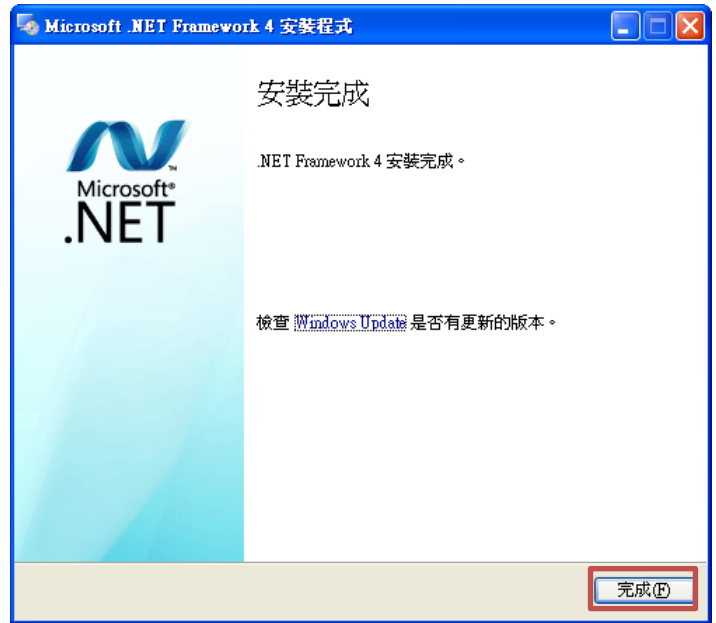 Microsoft .NET Framework 4 安裝程式
安裝完成
.NET Framework 4 安裝完成。
Microsoft®
.NET™
檢查 Windows Update 是否有更新的版本。
完成(F)